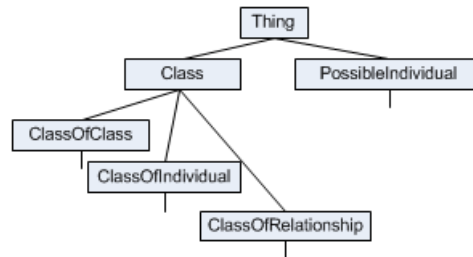 Thing
Class
PossibleIndividual
ClassOfClass
ClassOfIndividual
ClassOfRelationship